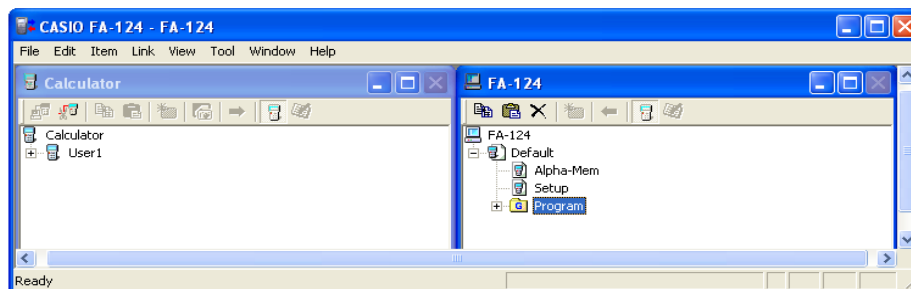 CASIO FA-124 - FA-124
File Edit Item Link View Tool Window Help
Calculator
Calculator
User1
FA-124
FA-124
Default
Alpha-Mem
Setup
G Program
Ready